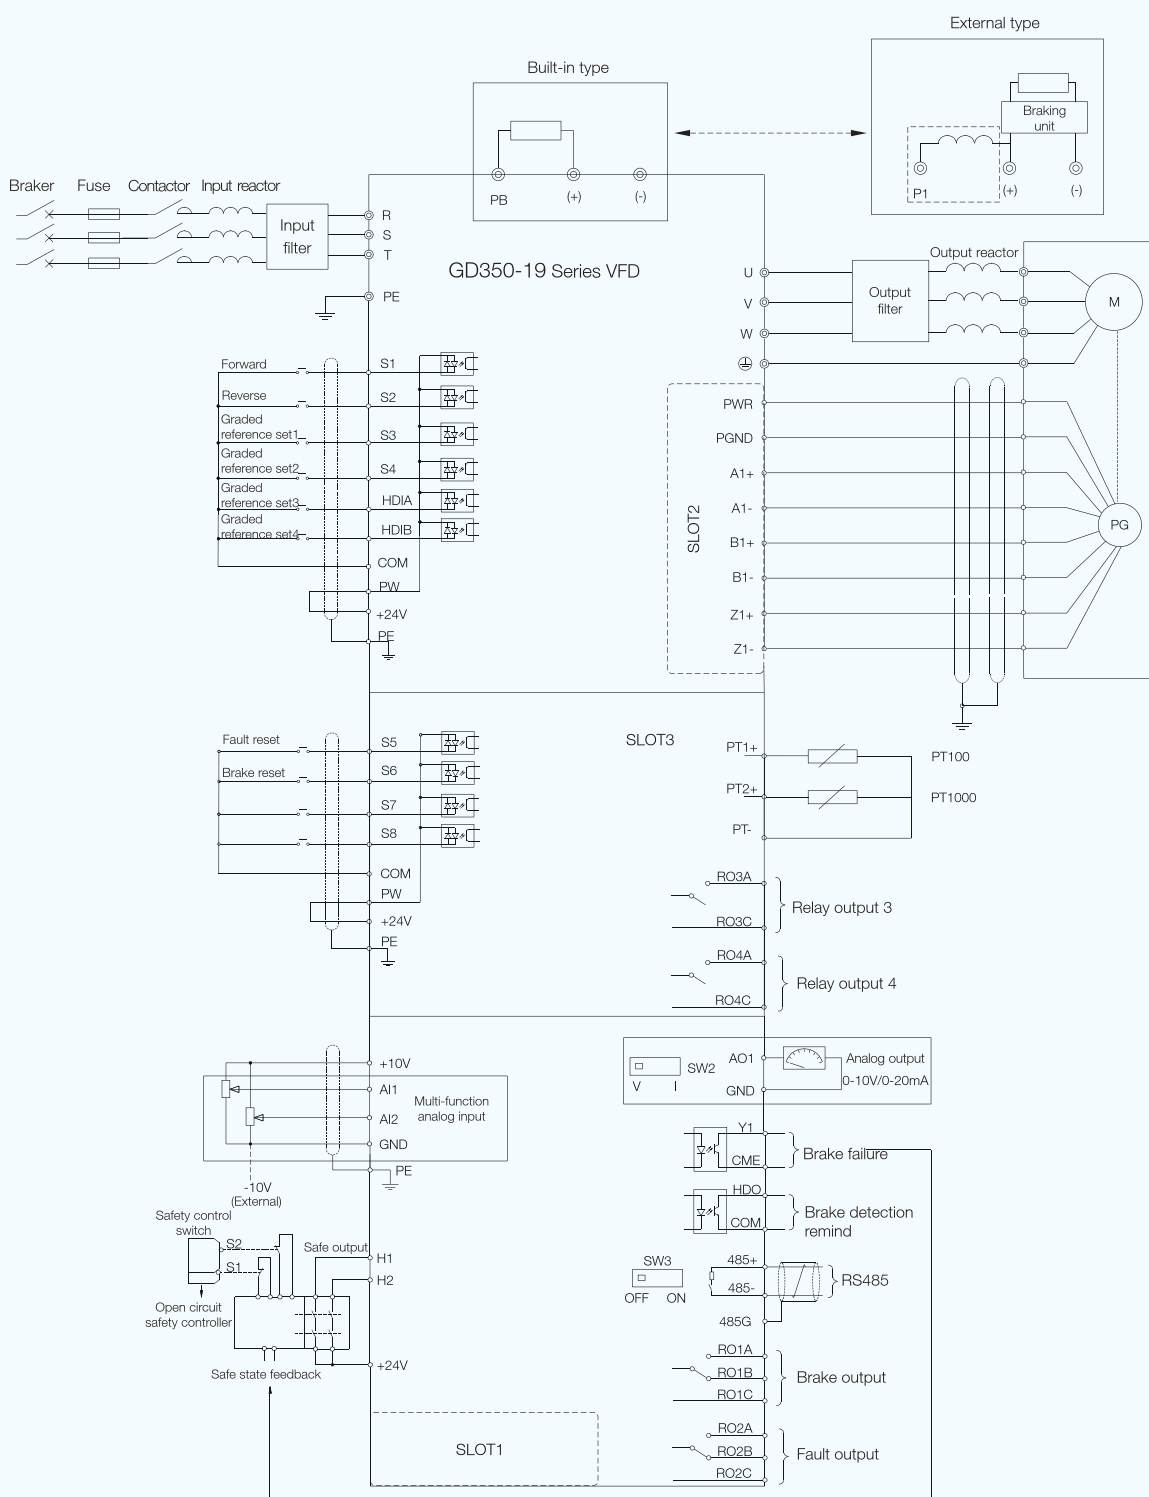 External type
Built-in type
Braking
unit
P1
(+)
(-)
PB
(+)
(-)
Braker
Fuse
Contactor
Input reactor
Input
filter
R
S
T
PE
GD350-19 Series VFD
Output reactor
Output
filter
U
V
W
M
Forward
S1
Reverse
S2
Graded
reference set1
S3
Graded
reference set2
S4
Graded
reference set3
HDIA
Graded
reference set4
HDIB
COM
PW
+24V
PE
SLOT2
PWR
PGND
A1+
A1-
B1+
B1-
Z1+
Z1-
PG
SLOT3
Fault reset
S5
Brake reset
S6
S7
S8
COM
PW
+24V
PE
PT1+
PT100
PT2+
PT1000
PT-
RO3A
RO3C
Relay output 3
RO4A
RO4C
Relay output 4
+10V
AI1
AI2
GND
Multi-function
analog input
PE
-10V
(External)
SW2
V
I
AO1
GND
Analog output
0-10V/0-20mA
Y1
CME
Brake failure
HDO
COM
Brake detection
remind
Safety control
switch
S2
S1
Safe output
H1
H2
Open circuit
safety controller
Safe state feedback
+24V
SW3
OFF
ON
485+
485-
485G
RS485
RO1A
RO1B
RO1C
Brake output
RO2A
RO2B
RO2C
Fault output
SLOT1